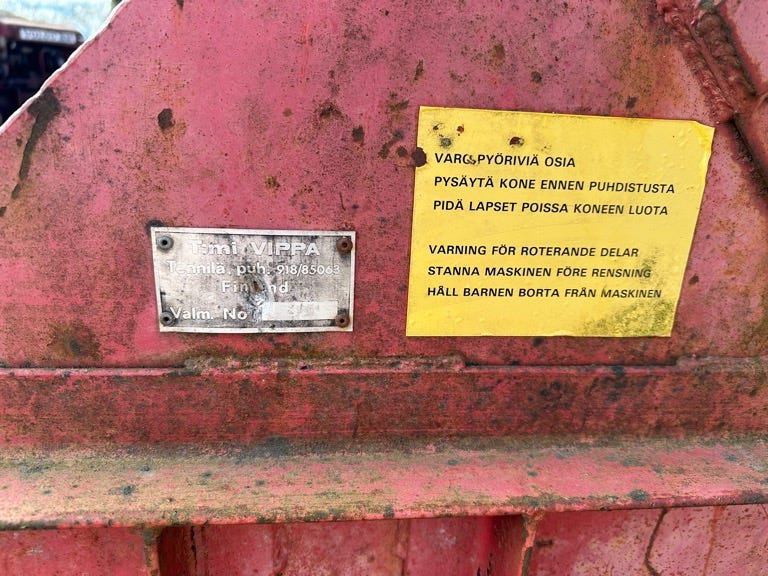 T:mi VIPPA
Tennilä, puh. 918/85063
Finland
Valm. No
VARO PYÖRIVIÄ OSIA
PYSÄYTÄ KONE ENNEN PUHDISTUSTA
PIDÄ LAPSET POISSA KONEEN LUOTA
VARNING FÖR ROTERANDE DELAR
STANNA MASKINEN FÖRE RENSNING
HÅLL BARNEN BORTA FRÅN MASKINEN